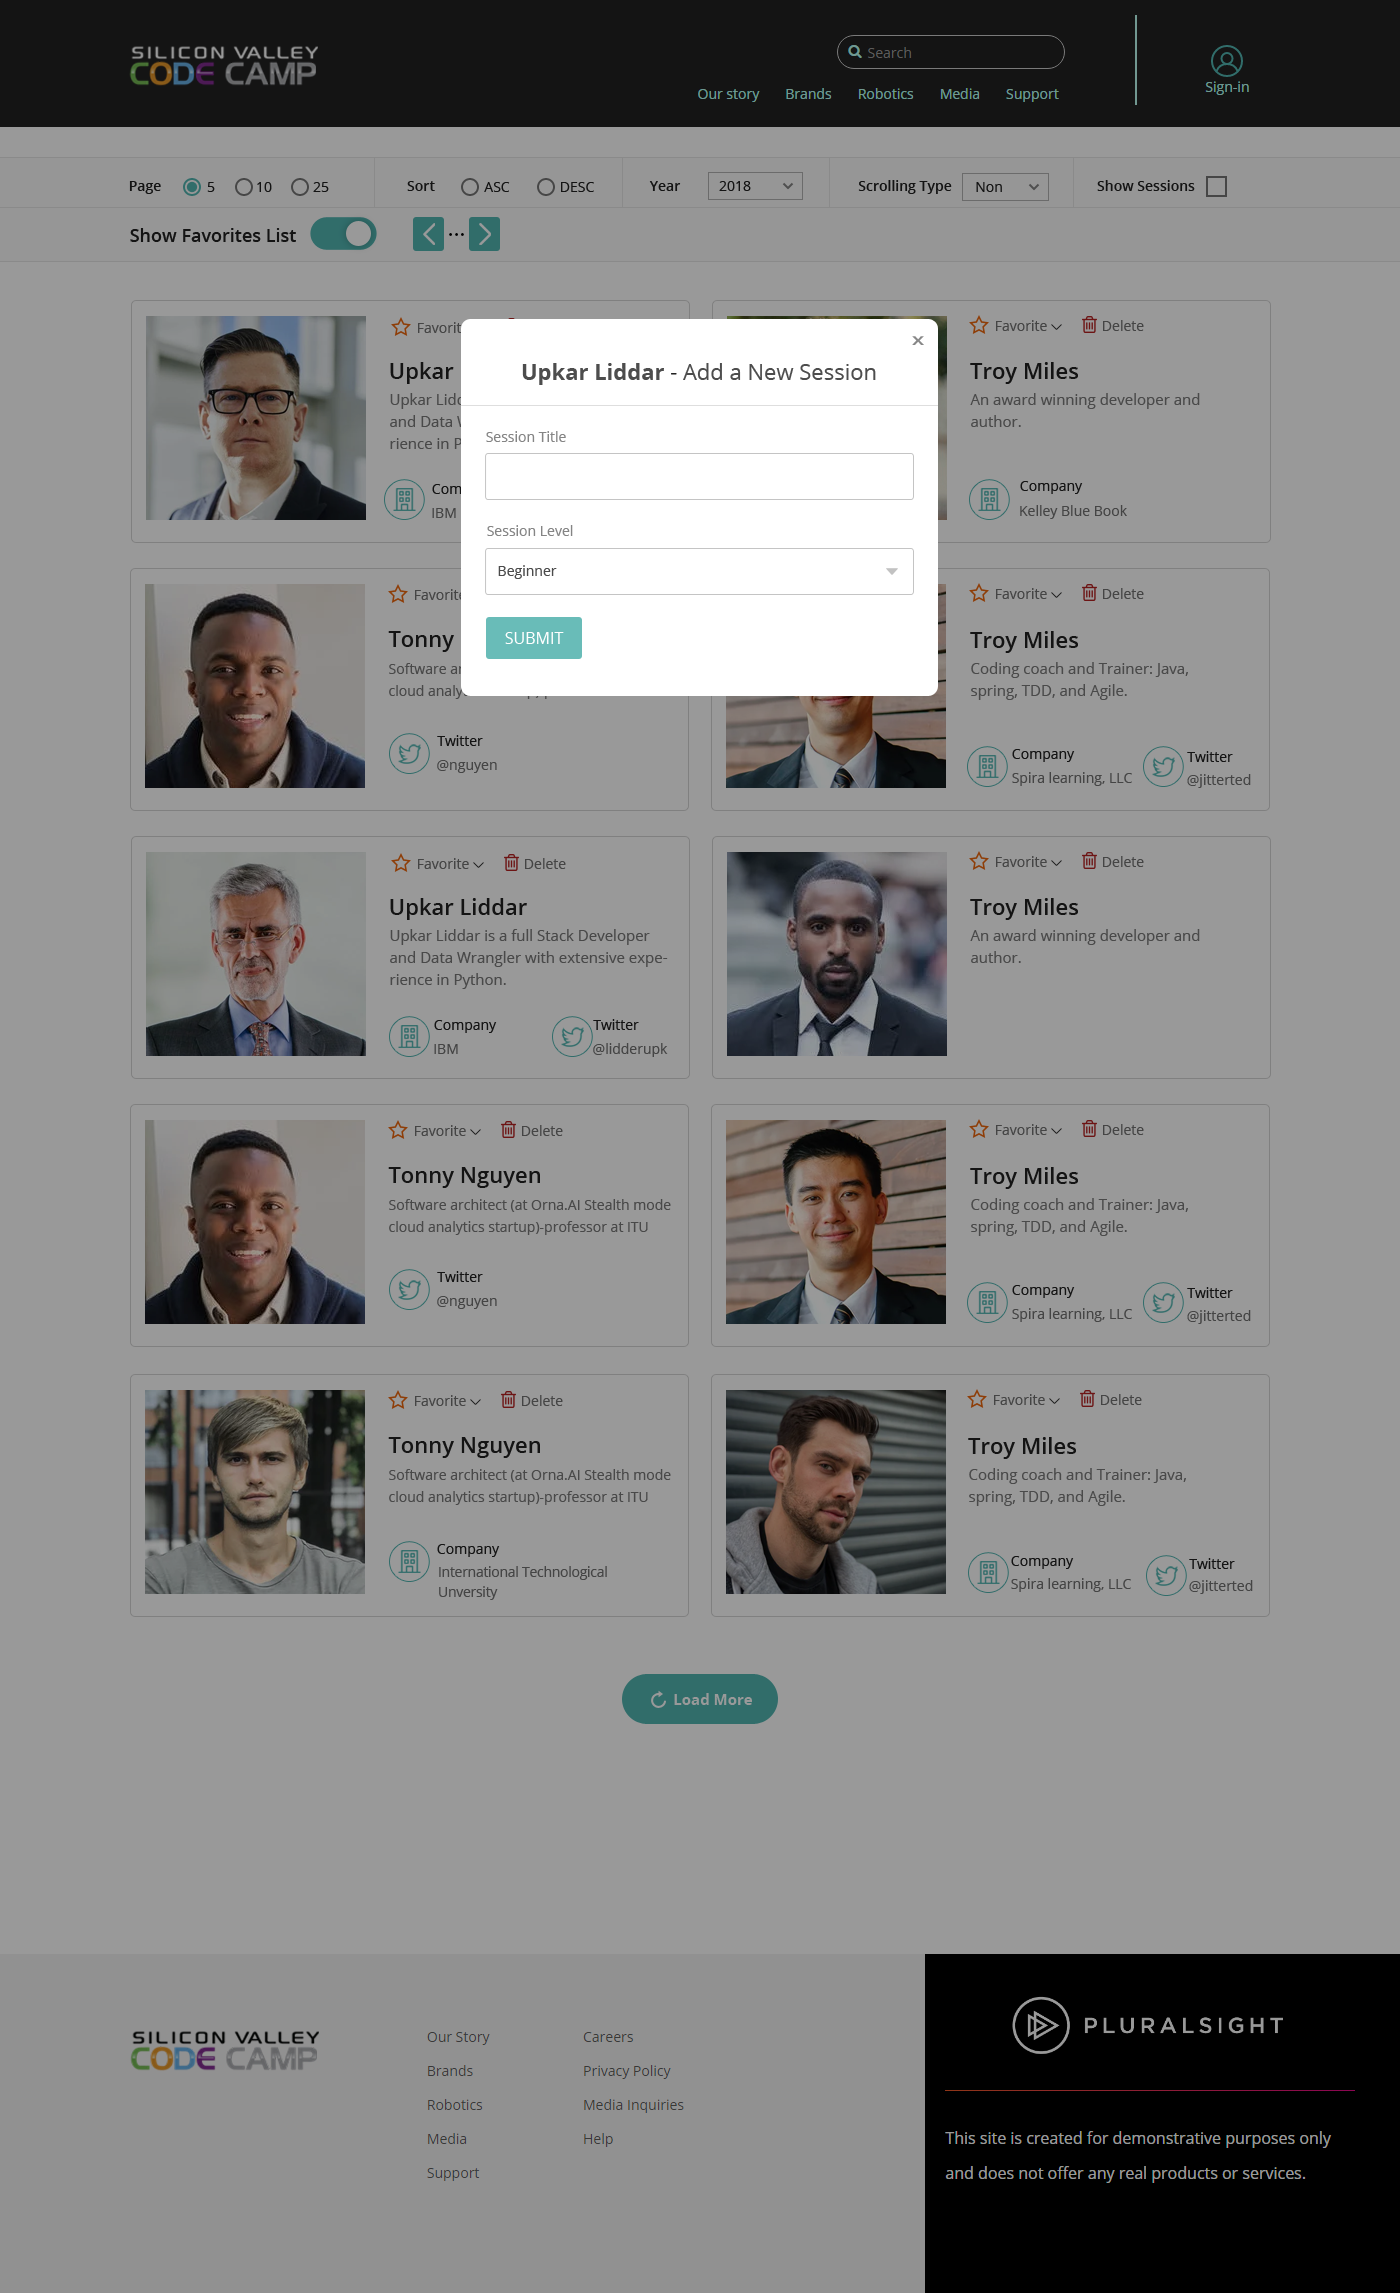 SILICON VALLEY
CODE CAMP
Search
Our story
Brands
Robotics
Media
Support
Sign-in
Page
5
10
25
Sort
ASC
DESC
Year
2018
Scrolling Type
Non
Show Sessions
Show Favorites List
...
Favorit
Upkar
Upkar Lidd
and Data
rience in P
Com
IBM
Favorite
Delete
Troy Miles
An award winning developer and
author.
Company
Kelley Blue Book
Upkar Liddar - Add a New Session
Session Title
Session Level
Beginner
SUBMIT
Favorite
Tonny
Software ar
cloud analy
Twitter
@nguyen
Favorite
Delete
Troy Miles
Coding coach and Trainer: Java,
spring, TDD, and Agile.
Company
Spira learning, LLC
Twitter
@jitterted
Favorite
Delete
Upkar Liddar
Upkar Liddar is a full Stack Developer
and Data Wrangler with extensive expe-
rience in Python.
Company
IBM
Twitter
@lidderupk
Favorite
Delete
Troy Miles
An award winning developer and
author.
Favorite
Delete
Tonny Nguyen
Software architect (at Orna.AI Stealth mode
cloud analytics startup)-professor at ITU
Twitter
@nguyen
Favorite
Delete
Troy Miles
Coding coach and Trainer: Java,
spring, TDD, and Agile.
Company
Spira learning, LLC
Twitter
@jitterted
Favorite
Delete
Tonny Nguyen
Software architect (at Orna.AI Stealth mode
cloud analytics startup)-professor at ITU
Company
International Technological
Unversity
Favorite
Delete
Troy Miles
Coding coach and Trainer: Java,
spring, TDD, and Agile.
Company
Spira learning, LLC
Twitter
@jitterted
Load More
SILICON VALLEY
CODE CAMP
Our Story
Brands
Robotics
Media
Support
Careers
Privacy Policy
Media Inquiries
Help
PLURALSIGHT
This site is created for demonstrative purposes only
and does not offer any real products or services.